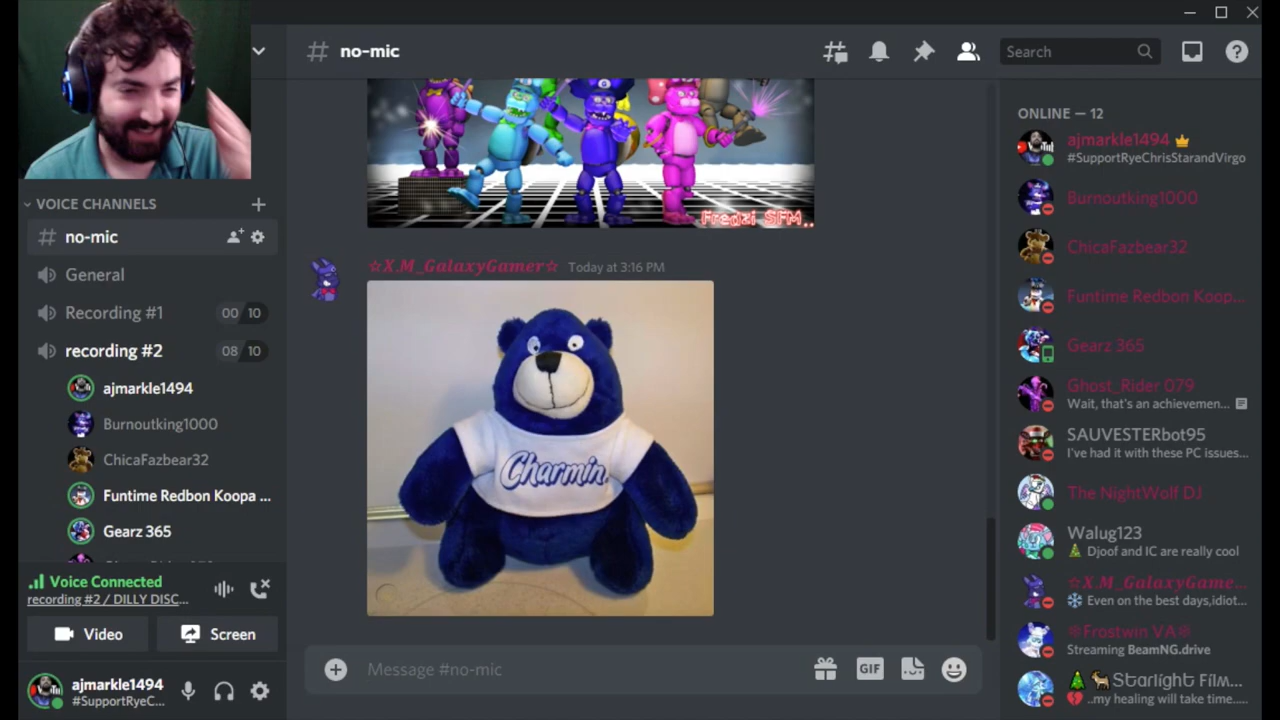 no-mic
Search
VOICE CHANNELS
no-mic
General
Recording #1 00 10
recording #2 08 10
ajmarkle1494
Burnoutking1000
ChicaFazbear32
Funtime Redbon Koopa ...
Gearz 365
Voice Connected
recording #2 / DILLY DISC...
Video
Screen
ajmarkle1494
#SupportRyeC...
Fredzi SFM..
☆X.M_GalaxyGamer☆ Today at 3:16 PM
Charmin
Message #no-mic
GIF
ONLINE — 12
ajmarkle1494
#SupportRyeChrisStarandVirgo
Burnoutking1000
ChicaFazbear32
Funtime Redbon Koopa...
Gearz 365
Ghost_Rider 079
Wait, that's an achievemen...
SAUVESTERbot95
I've had it with these PC issues...
The NightWolf DJ
Walug123
🎄 Djoof and IC are really cool
☆X.M_GalaxyGame...
❄ Even on the best days,idiot...
※Frostwin VA※
Streaming BeamNG.drive
🎄🐐Starlight Film...
💔 ..my healing will take time.....